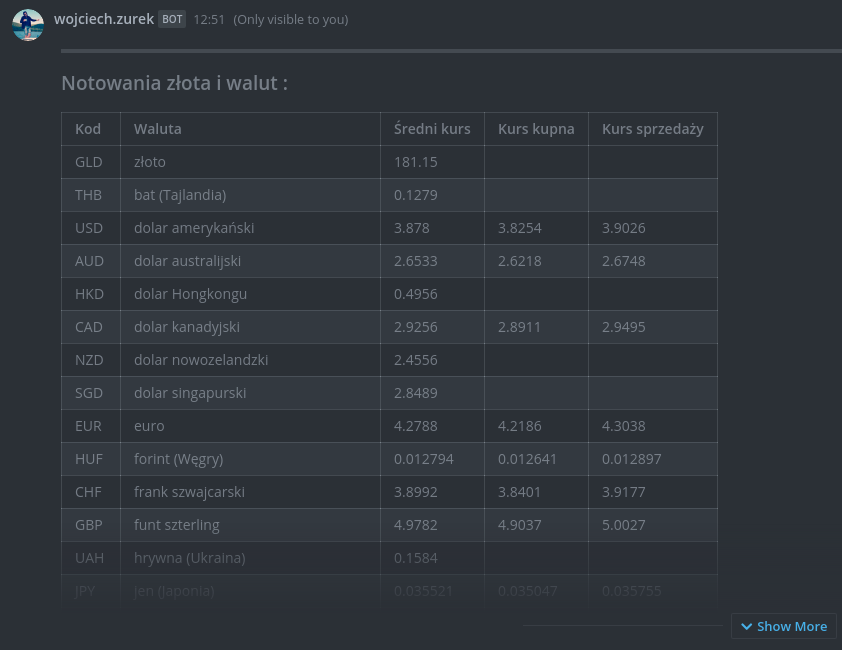 wojciech.zurek BOT 12:51 (Only visible to you)
Notowania złota i walut :
Kod Waluta Średni kurs Kurs kupna Kurs sprzedaży
GLD złoto 181.15
THB bat (Tajlandia) 0.1279
USD dolar amerykański 3.878 3.8254 3.9026
AUD dolar australijski 2.6533 2.6218 2.6748
HKD dolar Hongkongu 0.4956
CAD dolar kanadyjski 2.9256 2.8911 2.9495
NZD dolar nowozelandzki 2.4556
SGD dolar singapurski 2.8489
EUR euro 4.2788 4.2186 4.3038
HUF forint (Węgry) 0.012794 0.012641 0.012897
CHF frank szwajcarski 3.8992 3.8401 3.9177
GBP funt szterling 4.9782 4.9037 5.0027
UAH hrywna (Ukraina) 0.1584
JPY jen (Japonia) 0.035521 0.035047 0.035755
Show More